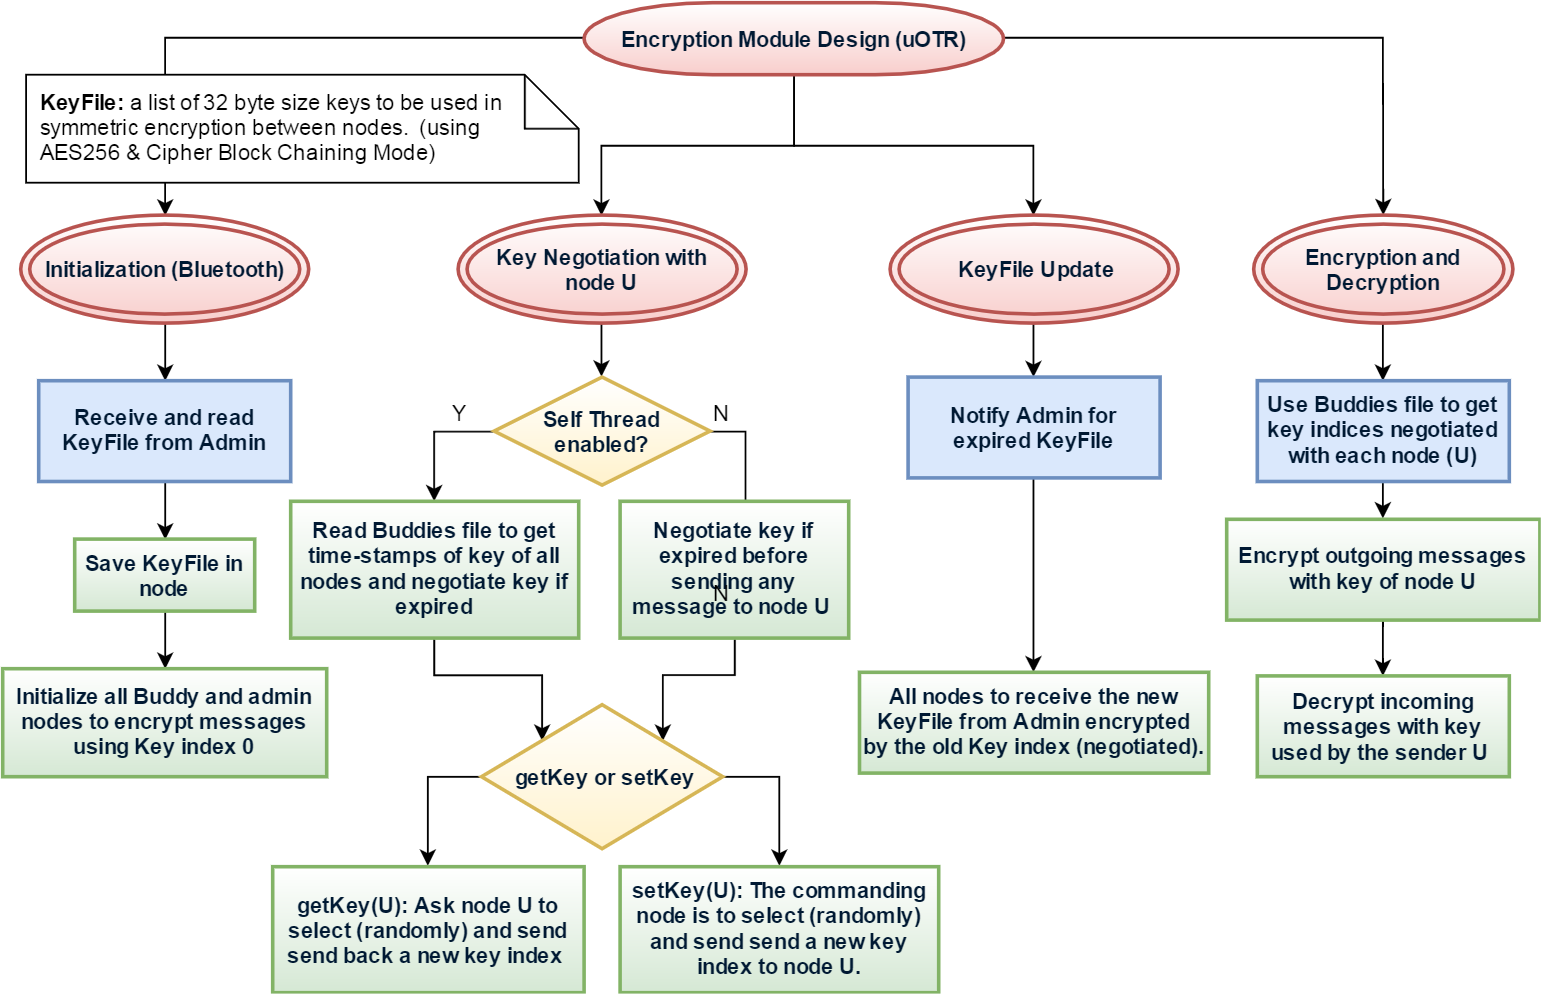 Encryption Module Design (uOTR)
KeyFile: a list of 32 byte size keys to be used in
symmetric encryption between nodes.  (using
AES256 & Cipher Block Chaining Mode)
Initialization (Bluetooth)
Key Negotiation with
node U
KeyFile Update
Encryption and
Decryption
Receive and read
KeyFile from Admin
Save KeyFile in
node
Initialize all Buddy and admin
nodes to encrypt messages
using Key index 0
Self Thread
enabled?
Y
N
Read Buddies file to get
time-stamps of key of all
nodes and negotiate key if
expired
Negotiate key if
expired before
sending any
N
message to node U
getKey or setKey
getKey(U): Ask node U to
select (randomly) and send
send back a new key index
setKey(U): The commanding
node is to select (randomly)
and send send a new key
index to node U.
Notify Admin for
expired KeyFile
All nodes to receive the new
KeyFile from Admin encrypted
by the old Key index (negotiated).
Use Buddies file to get
key indices negotiated
with each node (U)
Encrypt outgoing messages
with key of node U
Decrypt incoming
messages with key
used by the sender U